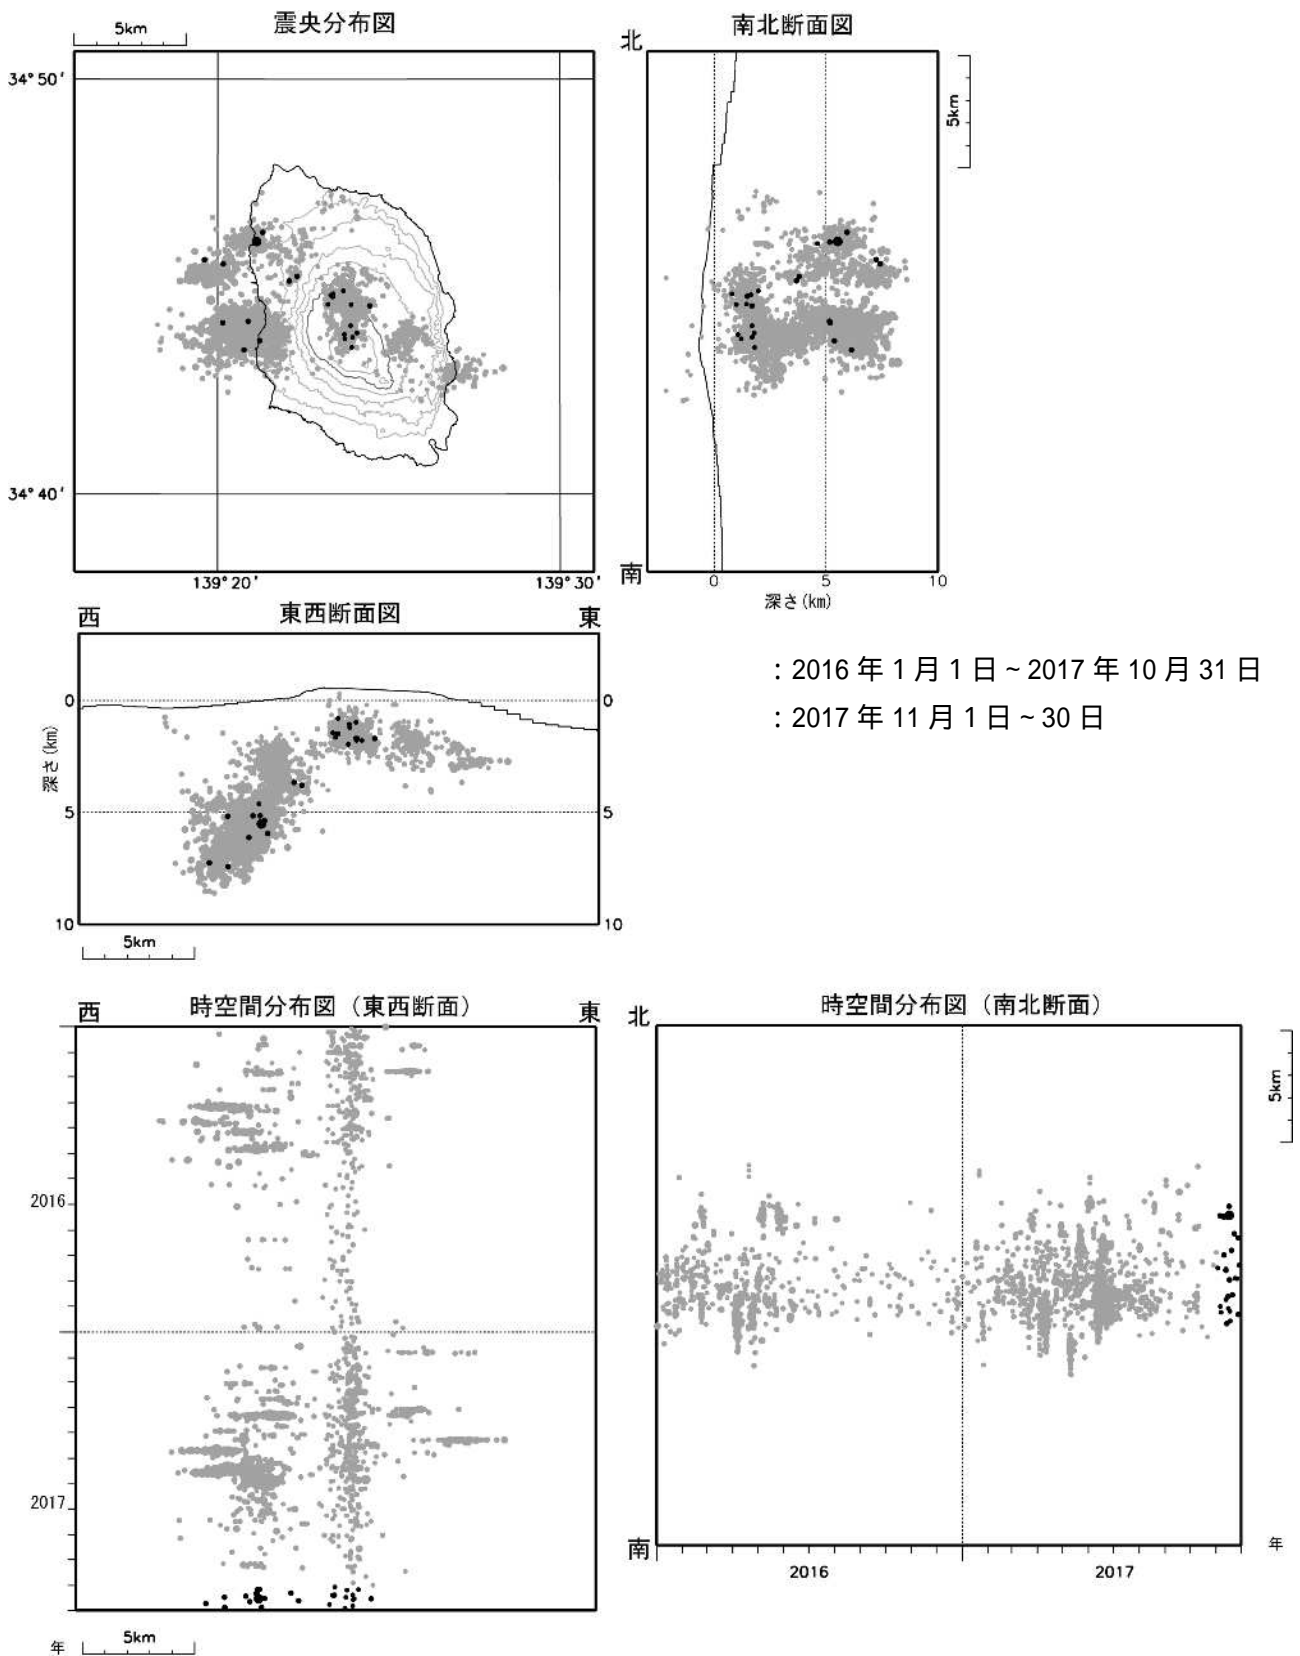 5km
震央分布図
34°50'
34°40'
139°20'
139°30'
南北断面図
北
南
5km
0
5
10
深さ(km)
西
東西断面図
東
0
5
10
深さ(km)
0
5
10
5km
：2016 年 1 月 1 日 ~ 2017 年 10 月 31 日
：2017 年 11 月 1 日 ~ 30 日
西
時空間分布図（東西断面）
東
2016
2017
年
5km
北
時空間分布図（南北断面）
南
5km
2016
2017
年